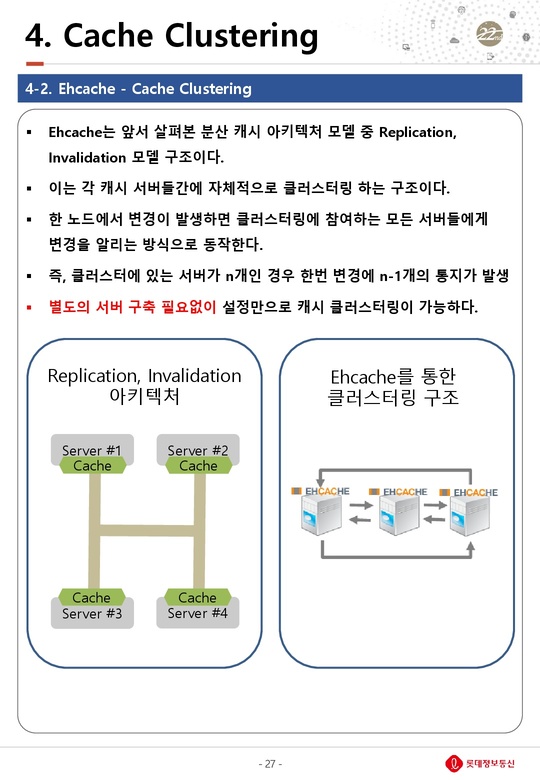 4. Cache Clustering
22nd
4-2. Ehcache - Cache Clustering
▪ Ehcache는 앞서 살펴본 분산 캐시 아키텍처 모델 중 Replication,
Invalidation 모델 구조이다.
▪ 이는 각 캐시 서버들간에 자체적으로 클러스터링 하는 구조이다.
▪ 한 노드에서 변경이 발생하면 클러스터링에 참여하는 모든 서버들에게
변경을 알리는 방식으로 동작한다.
▪ 즉, 클러스터에 있는 서버가 n개인 경우 한번 변경에 n-1개의 통지가 발생
▪ 별도의 서버 구축 필요없이 설정만으로 캐시 클러스터링이 가능하다.
Replication, Invalidation
아키텍처
Server #1
Cache
Server #2
Cache
Cache
Server #3
Cache
Server #4
Ehcache를 통한
클러스터링 구조
EHCACHE
EHCACHE
EHCACHE
- 27 -
롯데정보통신